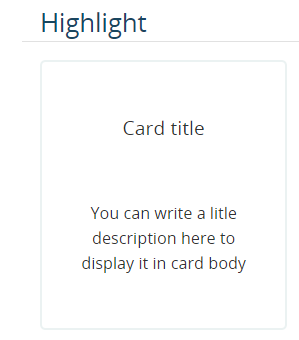 Highlight
Card title
You can write a litle
description here to
display it in card body